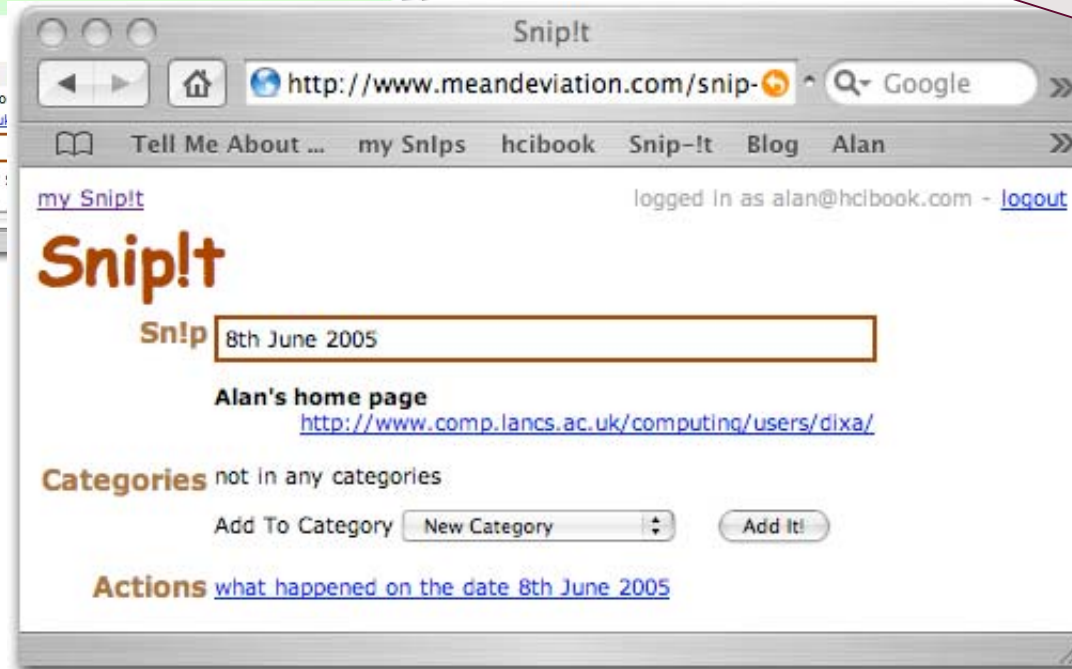 Snip!t
http://www.meandeviation.com/snip- Google
Tell Me About ... my SnIps hcibook Snip-!t Blog Alan
my Snip!t logged in as alan@hcibook.com - logout
Snip!t
Sn!p 8th June 2005
Alan's home page
http://www.comp.lancs.ac.uk/computing/users/dixa/
Categories not in any categories
Add To Category New Category Add It!
Actions what happened on the date 8th June 2005